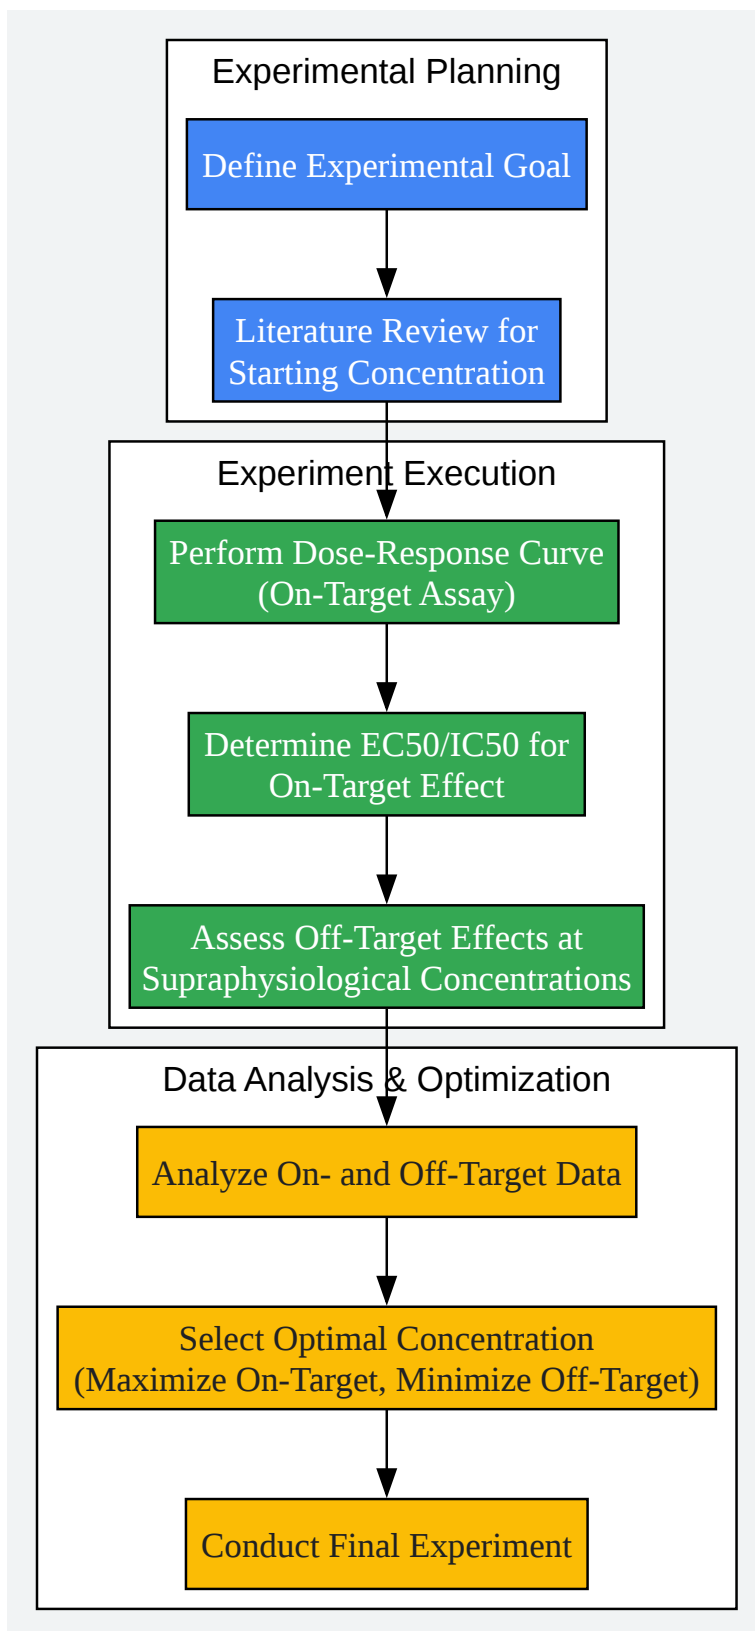 Experimental Planning
Define Experimental Goal
Literature Review for
Starting Concentration
Experiment Execution
Perform Dose-Response Curve
(On-Target Assay)
Determine EC50/IC50 for
On-Target Effect
Assess Off-Target Effects at
Supraphysiological Concentrations
Data Analysis & Optimization
Analyze On- and Off-Target Data
Select Optimal Concentration
(Maximize On-Target, Minimize Off-Target)
Conduct Final Experiment